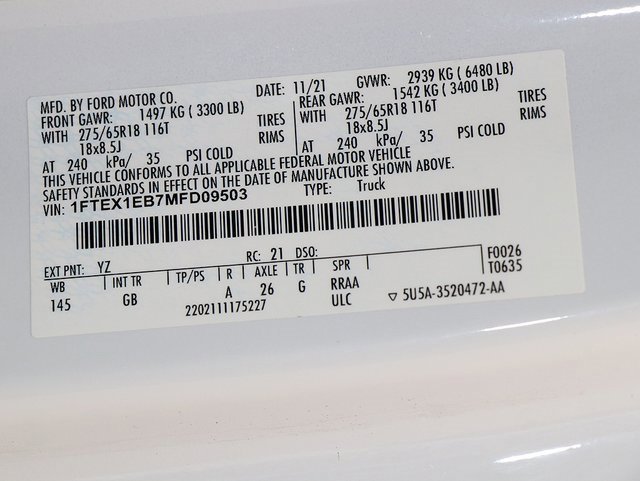 MFD. BY FORD MOTOR CO. DATE: 11/21 GVWR: 2939 KG ( 6480 LB)
FRONT GAWR: 1497 KG ( 3300 LB) REAR GAWR: 1542 KG ( 3400 LB)
WITH 275/65R18 116T TIRES WITH 275/65R18 116T TIRES
18x8.5J RIMS 18x8.5J RIMS
AT 240 kPa/ 35 PSI COLD AT 240 kPa/ 35 PSI COLD
THIS VEHICLE CONFORMS TO ALL APPLICABLE FEDERAL MOTOR VEHICLE
SAFETY STANDARDS IN EFFECT ON THE DATE OF MANUFACTURE SHOWN ABOVE.
VIN: 1FTEX1EB7MFD09503 TYPE: Truck
EXT PNT: YZ RC: 21 DSO: F0026
WB INT TR TP/PS R AXLE TR SPR T0635
145 GB A 26 G RRAA
2202111175227 ULC ▽ 5U5A-3520472-AA